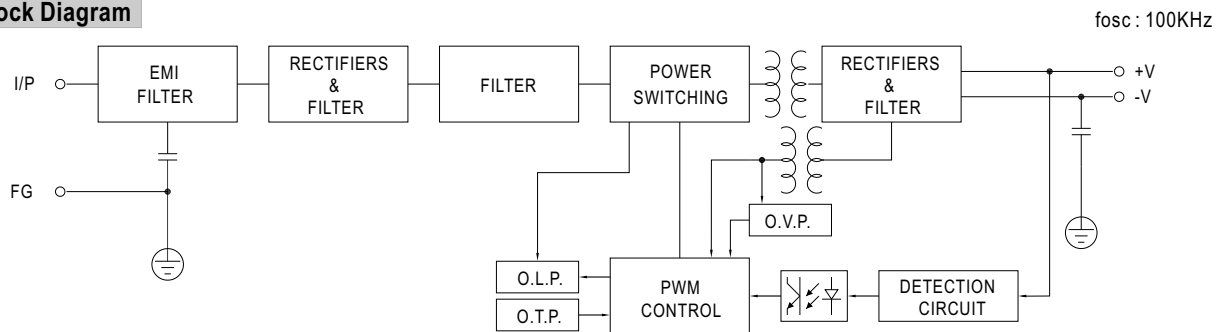 ock Diagram
fosc : 100KHz
I/P
EMI
FILTER
RECTIFIERS
&
FILTER
FILTER
POWER
SWITCHING
RECTIFIERS
&
FILTER
+V
-V
FG
O.V.P.
O.L.P.
O.T.P.
PWM
CONTROL
DETECTION
CIRCUIT